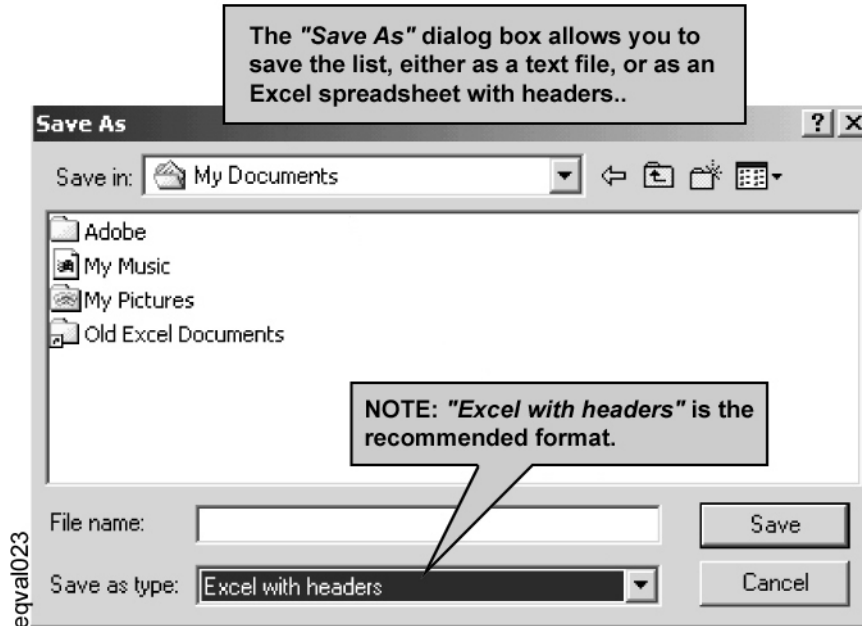 The "Save As" dialog box allows you to
save the list, either as a text file, or as an
Excel spreadsheet with headers..
Save As
Save in: My Documents
Adobe
My Music
My Pictures
Old Excel Documents
NOTE: "Excel with headers" is the
recommended format.
File name:
Save
Save as type: Excel with headers
Cancel
eqval023